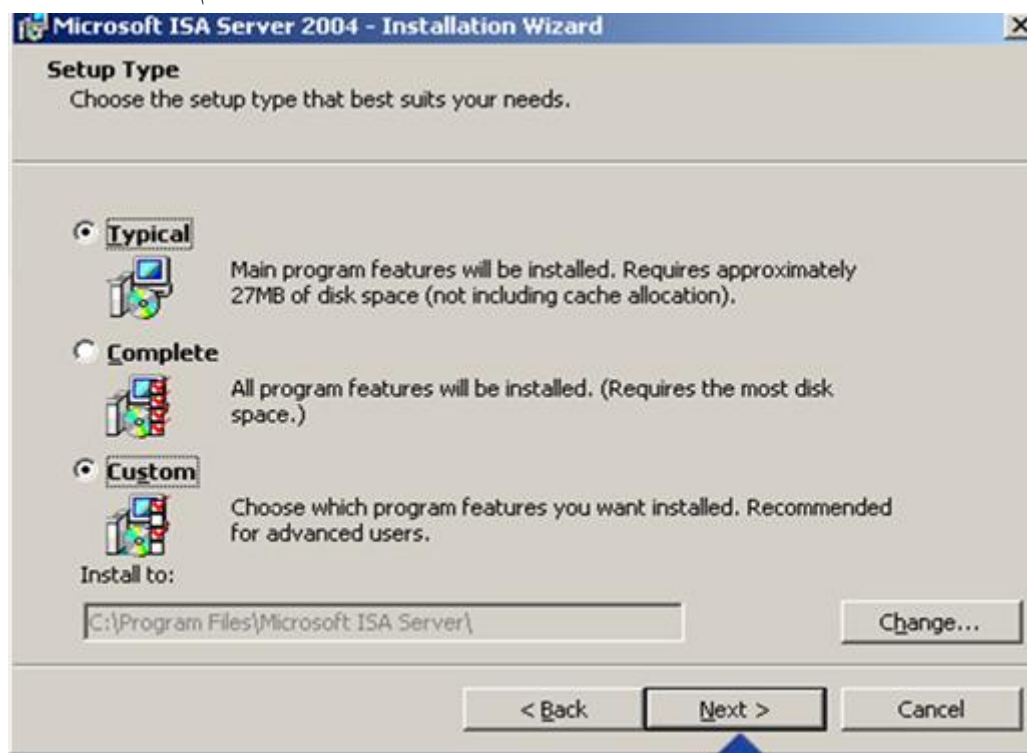 Microsoft ISA Server 2004 - Installation Wizard
Setup Type
Choose the setup type that best suits your needs.
Typical
Main program features will be installed. Requires approximately
27MB of disk space (not including cache allocation).
Complete
All program features will be installed. (Requires the most disk
space.)
Custom
Choose which program features you want installed. Recommended
for advanced users.
Install to:
C:\Program Files\Microsoft ISA Server\
Change...
< Back
Next >
Cancel